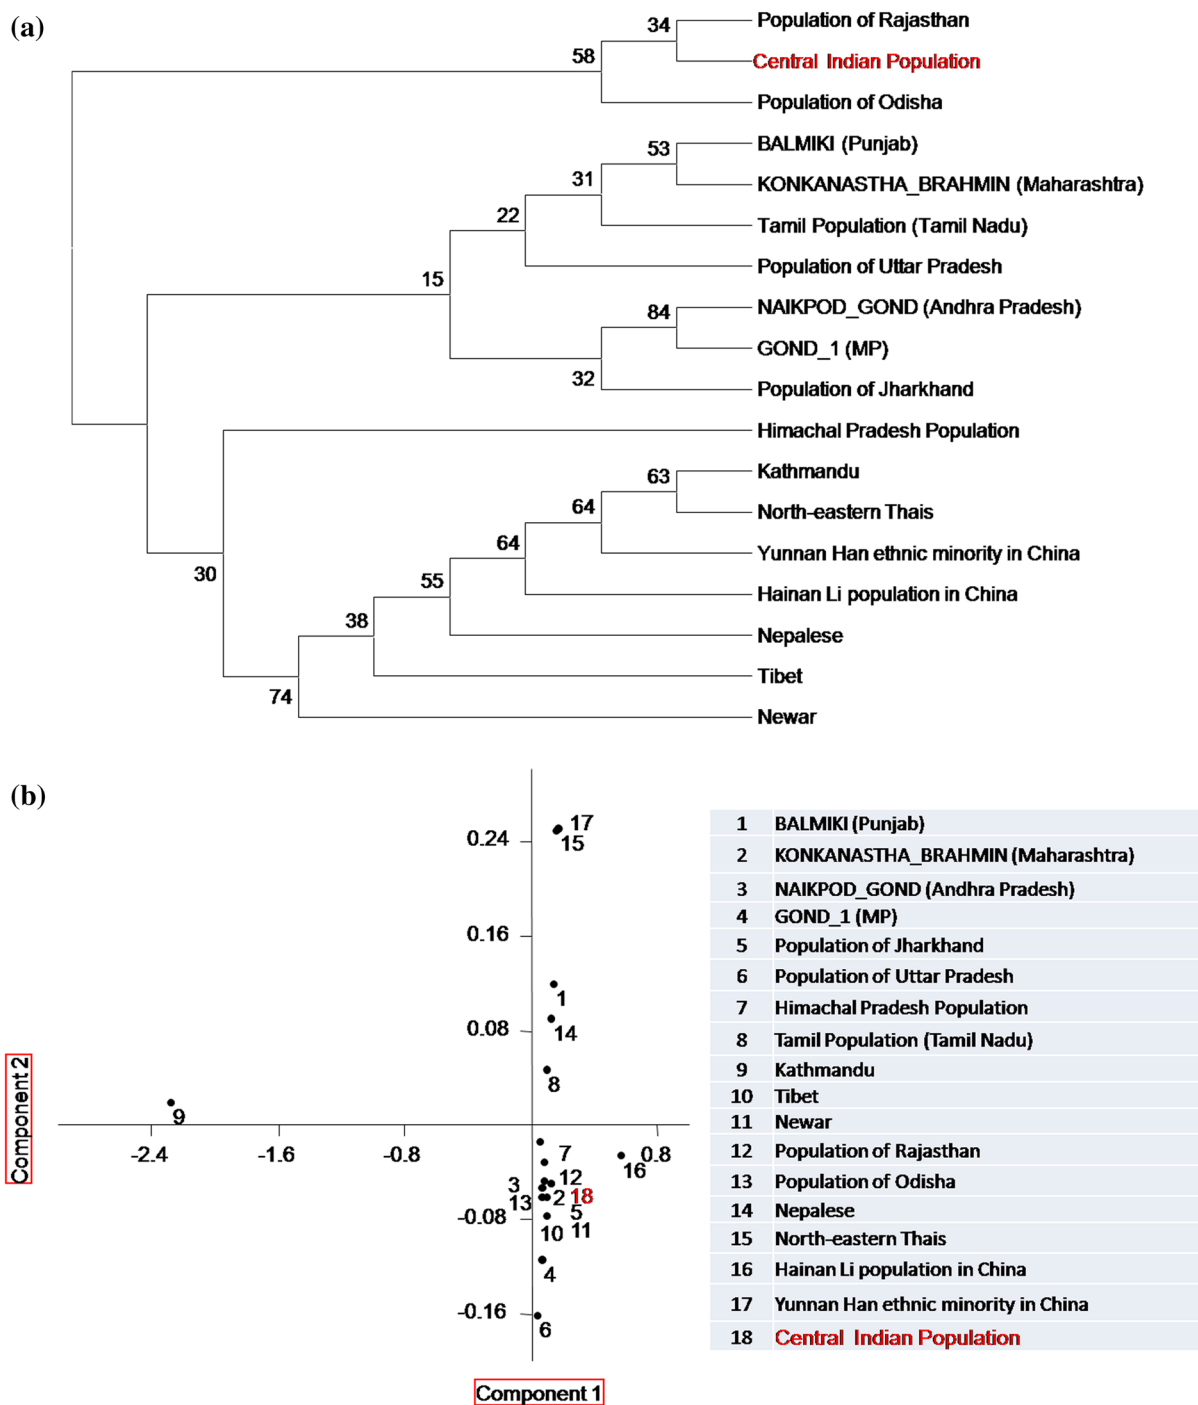 (a)
34
Population of Rajasthan
Central Indian Population
58
Population of Odisha
53
BALMIKI (Punjab)
31
KONKANASTHA_BRAHMIN (Maharashtra)
22
Tamil Population (Tamil Nadu)
Population of Uttar Pradesh
15
84
NAIKPOD_GOND (Andhra Pradesh)
GOND_1 (MP)
32
Population of Jharkhand
Himachal Pradesh Population
63
Kathmandu
64
North-eastern Thais
64
Yunnan Han ethnic minority in China
30
55
Hainan Li population in China
38
Nepalese
Tibet
74
Newar
(b)
0.24
17
15
0.16
1
0.08
14
8
9
-2.4
-1.6
-0.8
0.8
7
16
12
3
18
13
2
5
-0.08
10
11
4
-0.16
6
Component 2
Component 1
1 BALMIKI (Punjab)
2 KONKANASTHA_BRAHMIN (Maharashtra)
3 NAIKPOD_GOND (Andhra Pradesh)
4 GOND_1 (MP)
5 Population of Jharkhand
6 Population of Uttar Pradesh
7 Himachal Pradesh Population
8 Tamil Population (Tamil Nadu)
9 Kathmandu
10 Tibet
11 Newar
12 Population of Rajasthan
13 Population of Odisha
14 Nepalese
15 North-eastern Thais
16 Hainan Li population in China
17 Yunnan Han ethnic minority in China
18 Central Indian Population